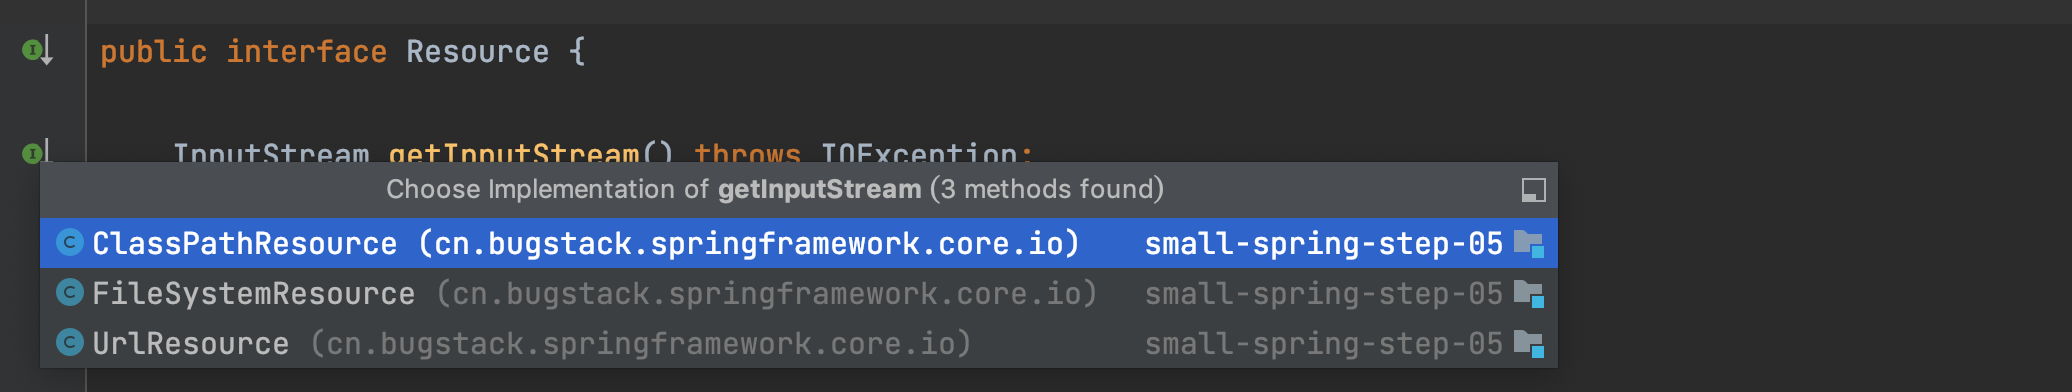 public interface Resource {
InputStream getInputStream() throws IOException;
Choose Implementation of getInputStream (3 methods found)
C ClassPathResource (cn.bugstack.springframework.core.io) small-spring-step-05
C FileSystemResource (cn.bugstack.springframework.core.io) small-spring-step-05
C UrlResource (cn.bugstack.springframework.core.io) small-spring-step-05